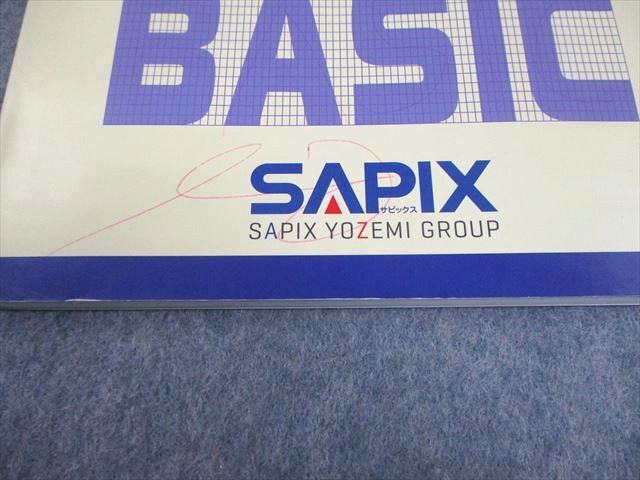 BASIC
SAPIX
サピックス
SAPIX YOZEMI GROUP